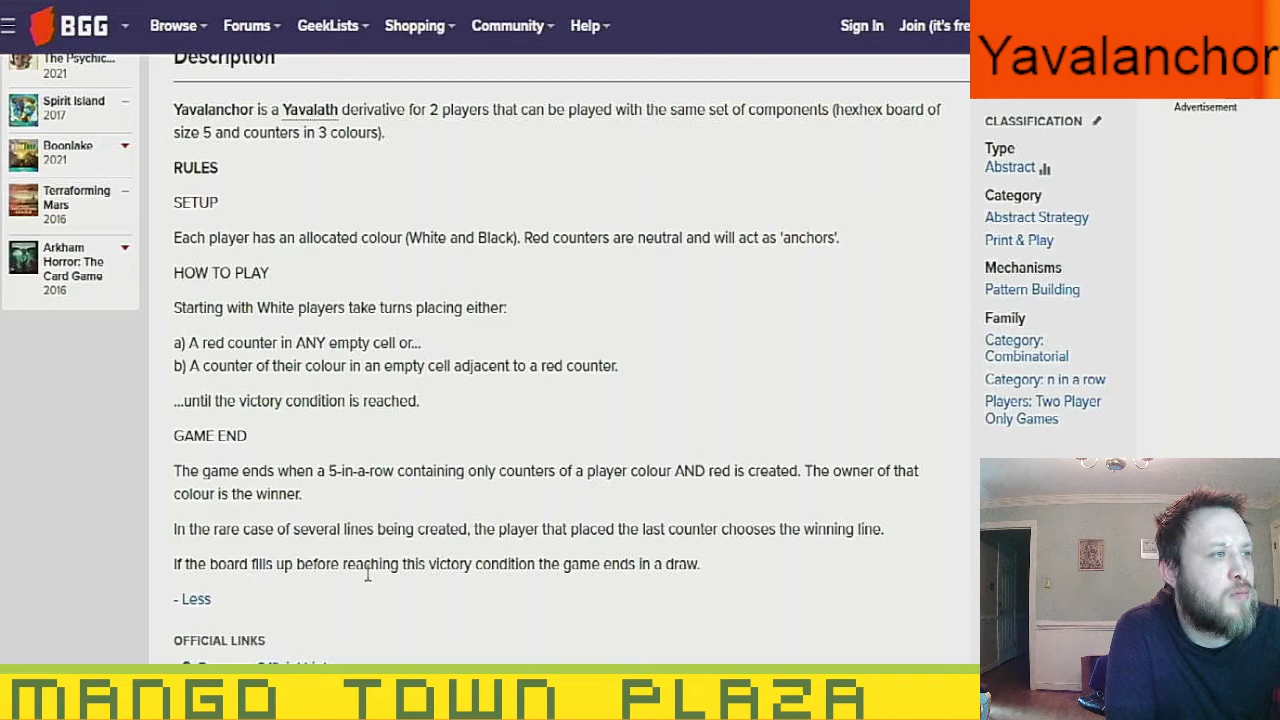 BGG Browse Forums GeekLists Shopping Community Help Sign In Join (it's fre
Yavalanchor
The Psychic...
2021
Spirit Island
2017
Boonlake
2021
Terraforming
Mars
2016
Arkham
Horror: The
Card Game
2016
Description
Yavalanchor is a Yavalath derivative for 2 players that can be played with the same set of components (hexhex board of
size 5 and counters in 3 colours).
RULES
SETUP
Each player has an allocated colour (White and Black). Red counters are neutral and will act as 'anchors'.
HOW TO PLAY
Starting with White players take turns placing either:
a) A red counter in ANY empty cell or...
b) A counter of their colour in an empty cell adjacent to a red counter.
...until the victory condition is reached.
GAME END
The game ends when a 5-in-a-row containing only counters of a player colour AND red is created. The owner of that
colour is the winner.
In the rare case of several lines being created, the player that placed the last counter chooses the winning line.
If the board fills up before reaching this victory condition the game ends in a draw.
- Less
OFFICIAL LINKS
CLASSIFICATION
Type
Abstract
Category
Abstract Strategy
Print & Play
Mechanisms
Pattern Building
Family
Category:
Combinatorial
Category: n in a row
Players: Two Player
Only Games
Advertisement
MANGO TOWN PLAZA